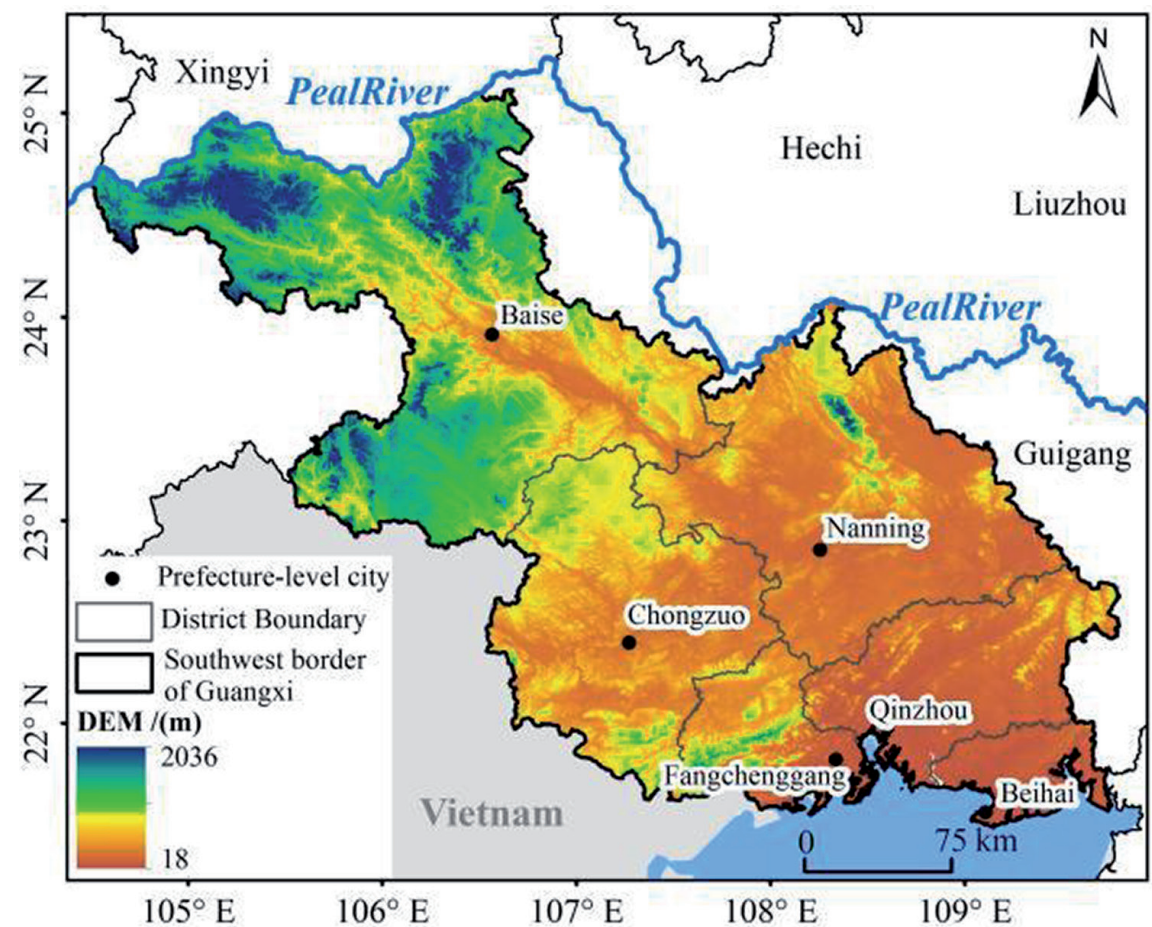 N
Xingyi
PealRiver
Hechi
Liuzhou
PealRiver
Baise
Guigang
Nanning
Chongzuo
Qinzhou
Fangchenggang
Beihai
Vietnam
Prefecture-level city
District Boundary
Southwest border
of Guangxi
DEM /(m)
2036
18
0 75 km
25° N
24° N
23° N
22° N
105° E 106° E 107° E 108° E 109° E